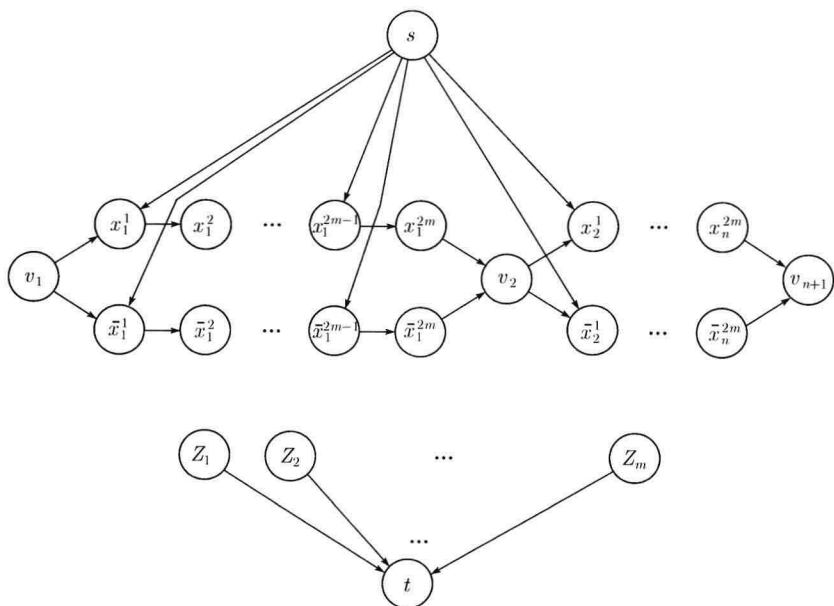 s
x_1^1 x_1^2 ... x_1^{2m-1} x_1^{2m} x_2^1 ... x_n^{2m}
v_1 v_2 v_{n+1}
x̄_1^1 x̄_1^2 ... x̄_1^{2m-1} x̄_1^{2m} x̄_2^1 ... x̄_n^{2m}
Z_1 Z_2 ... Z_m
...
t